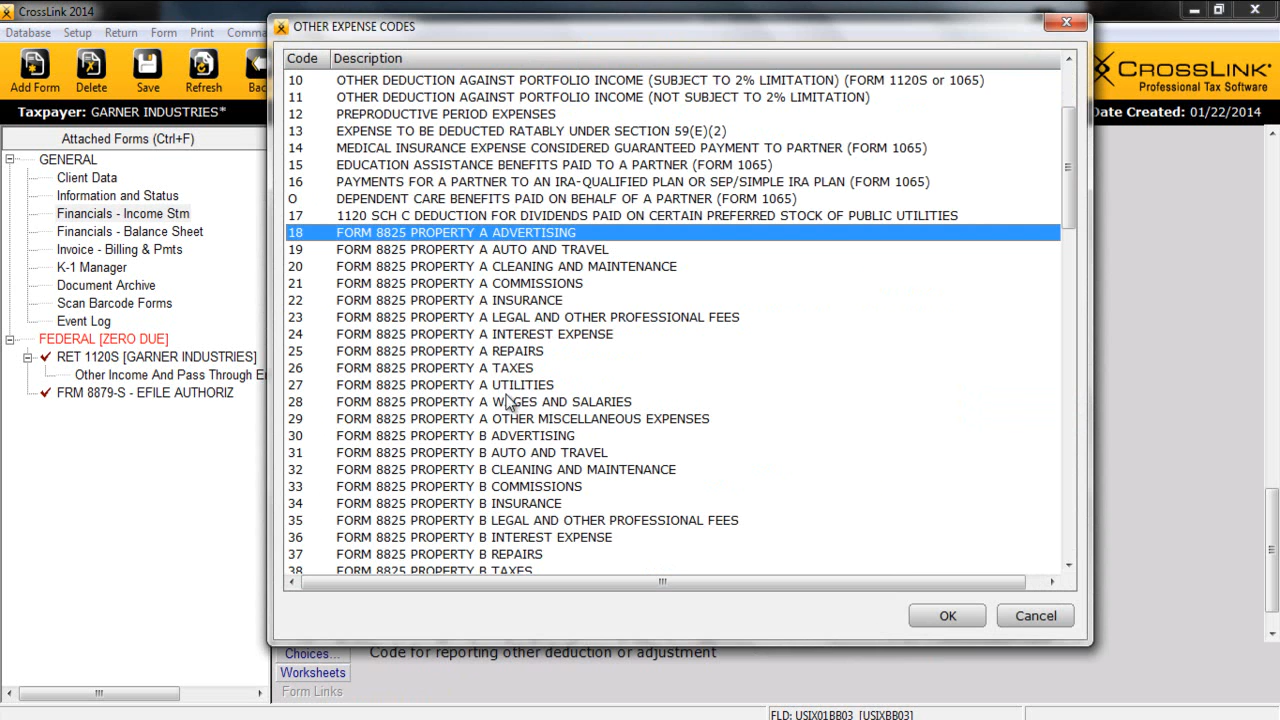 CrossLink 2014
OTHER EXPENSE CODES
Database Setup Return Form Print
Add Form Delete Save Refresh
CROSSLINK
Professional Tax Software
Taxpayer: GARNER INDUSTRIES*
Date Created: 01/22/2014
Attached Forms (Ctrl+F)
GENERAL
Client Data
Information and Status
Financials - Income Stm
Financials - Balance Sheet
Invoice - Billing & Pmts
K-1 Manager
Document Archive
Scan Barcode Forms
Event Log
FEDERAL [ZERO DUE]
RET 1120S [GARNER INDUSTRIES]
Other Income And Pass Through
FRM 8879-S - EFILE AUTHORIZ
Code Description
10 OTHER DEDUCTION AGAINST PORTFOLIO INCOME (SUBJECT TO 2% LIMITATION) (FORM 1120S or 1065)
11 OTHER DEDUCTION AGAINST PORTFOLIO INCOME (NOT SUBJECT TO 2% LIMITATION)
12 PREPRODUCTIVE PERIOD EXPENSES
13 EXPENSE TO BE DEDUCTED RATABLY UNDER SECTION 59(E)(2)
14 MEDICAL INSURANCE EXPENSE CONSIDERED GUARANTEED PAYMENT TO PARTNER (FORM 1065)
15 EDUCATION ASSISTANCE BENEFITS PAID TO A PARTNER (FORM 1065)
16 PAYMENTS FOR A PARTNER TO AN IRA-QUALIFIED PLAN OR SEP/SIMPLE IRA PLAN (FORM 1065)
O DEPENDENT CARE BENEFITS PAID ON BEHALF OF A PARTNER (FORM 1065)
17 1120 SCH C DEDUCTION FOR DIVIDENDS PAID ON CERTAIN PREFERRED STOCK OF PUBLIC UTILITIES
18 FORM 8825 PROPERTY A ADVERTISING
19 FORM 8825 PROPERTY A AUTO AND TRAVEL
20 FORM 8825 PROPERTY A CLEANING AND MAINTENANCE
21 FORM 8825 PROPERTY A COMMISSIONS
22 FORM 8825 PROPERTY A INSURANCE
23 FORM 8825 PROPERTY A LEGAL AND OTHER PROFESSIONAL FEES
24 FORM 8825 PROPERTY A INTEREST EXPENSE
25 FORM 8825 PROPERTY A REPAIRS
26 FORM 8825 PROPERTY A TAXES
27 FORM 8825 PROPERTY A UTILITIES
28 FORM 8825 PROPERTY A WAGES AND SALARIES
29 FORM 8825 PROPERTY A OTHER MISCELLANEOUS EXPENSES
30 FORM 8825 PROPERTY B ADVERTISING
31 FORM 8825 PROPERTY B AUTO AND TRAVEL
32 FORM 8825 PROPERTY B CLEANING AND MAINTENANCE
33 FORM 8825 PROPERTY B COMMISSIONS
34 FORM 8825 PROPERTY B INSURANCE
35 FORM 8825 PROPERTY B LEGAL AND OTHER PROFESSIONAL FEES
36 FORM 8825 PROPERTY B INTEREST EXPENSE
37 FORM 8825 PROPERTY B REPAIRS
38 FORM 8825 PROPERTY B TAXES
OK Cancel
Choices... Code for reporting other deduction or adjustment
Worksheets
Form Links
FLD: USIX01BB03 [USIXBB03]